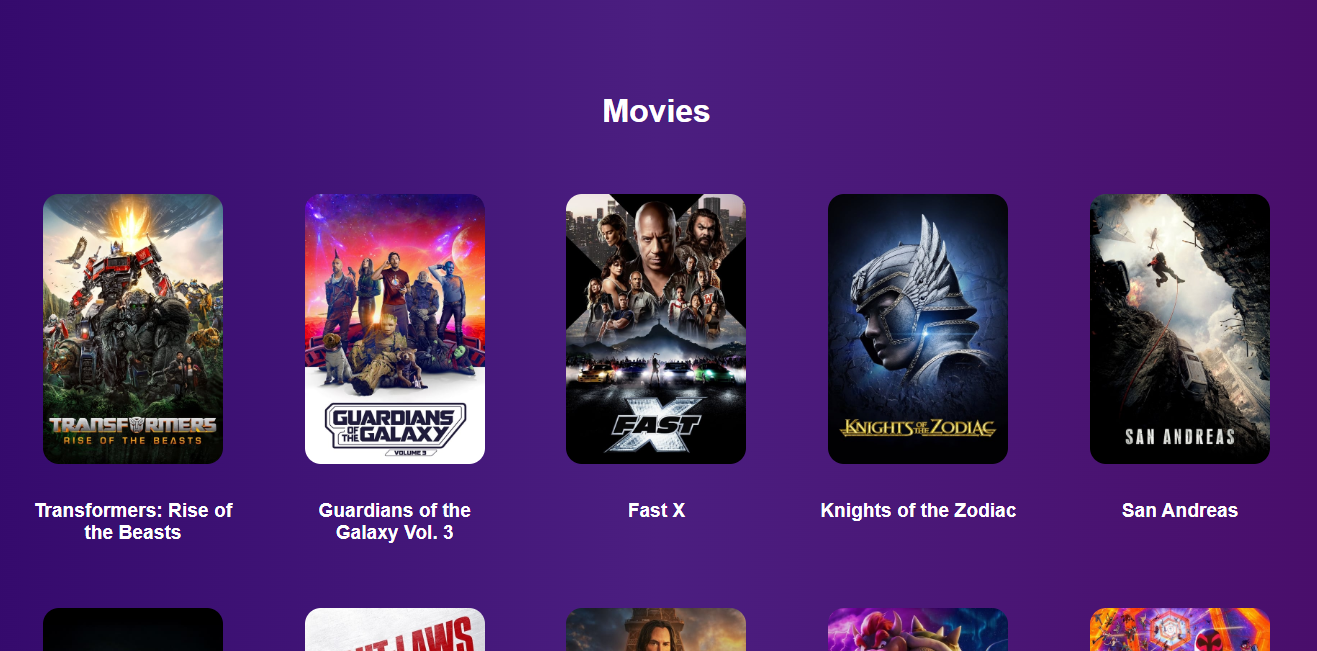 Movies
TRANSFORMERS
RISE OF THE BEASTS
GUARDIANS
OF THE GALAXY
VOLUME 3
FAST X
KNIGHTS OF THE ZODIAC
SAN ANDREAS
Transformers: Rise of
the Beasts
Guardians of the
Galaxy Vol. 3
Fast X
Knights of the Zodiac
San Andreas
LAWS